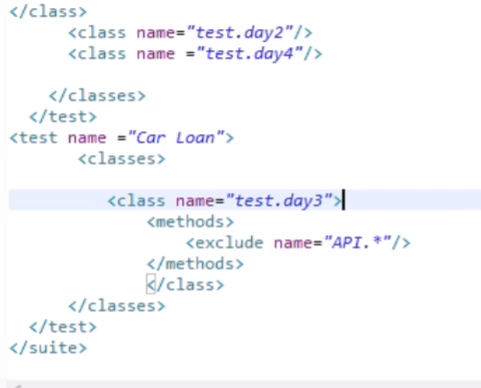 </class>
<class name="test.day2"/>
<class name ="test.day4"/>
</classes>
</test>
<test name ="Car Loan">
<classes>
<class name="test.day3">
<methods>
<exclude name="API.*"/>
</methods>
</class>
</classes>
</test>
</suite>